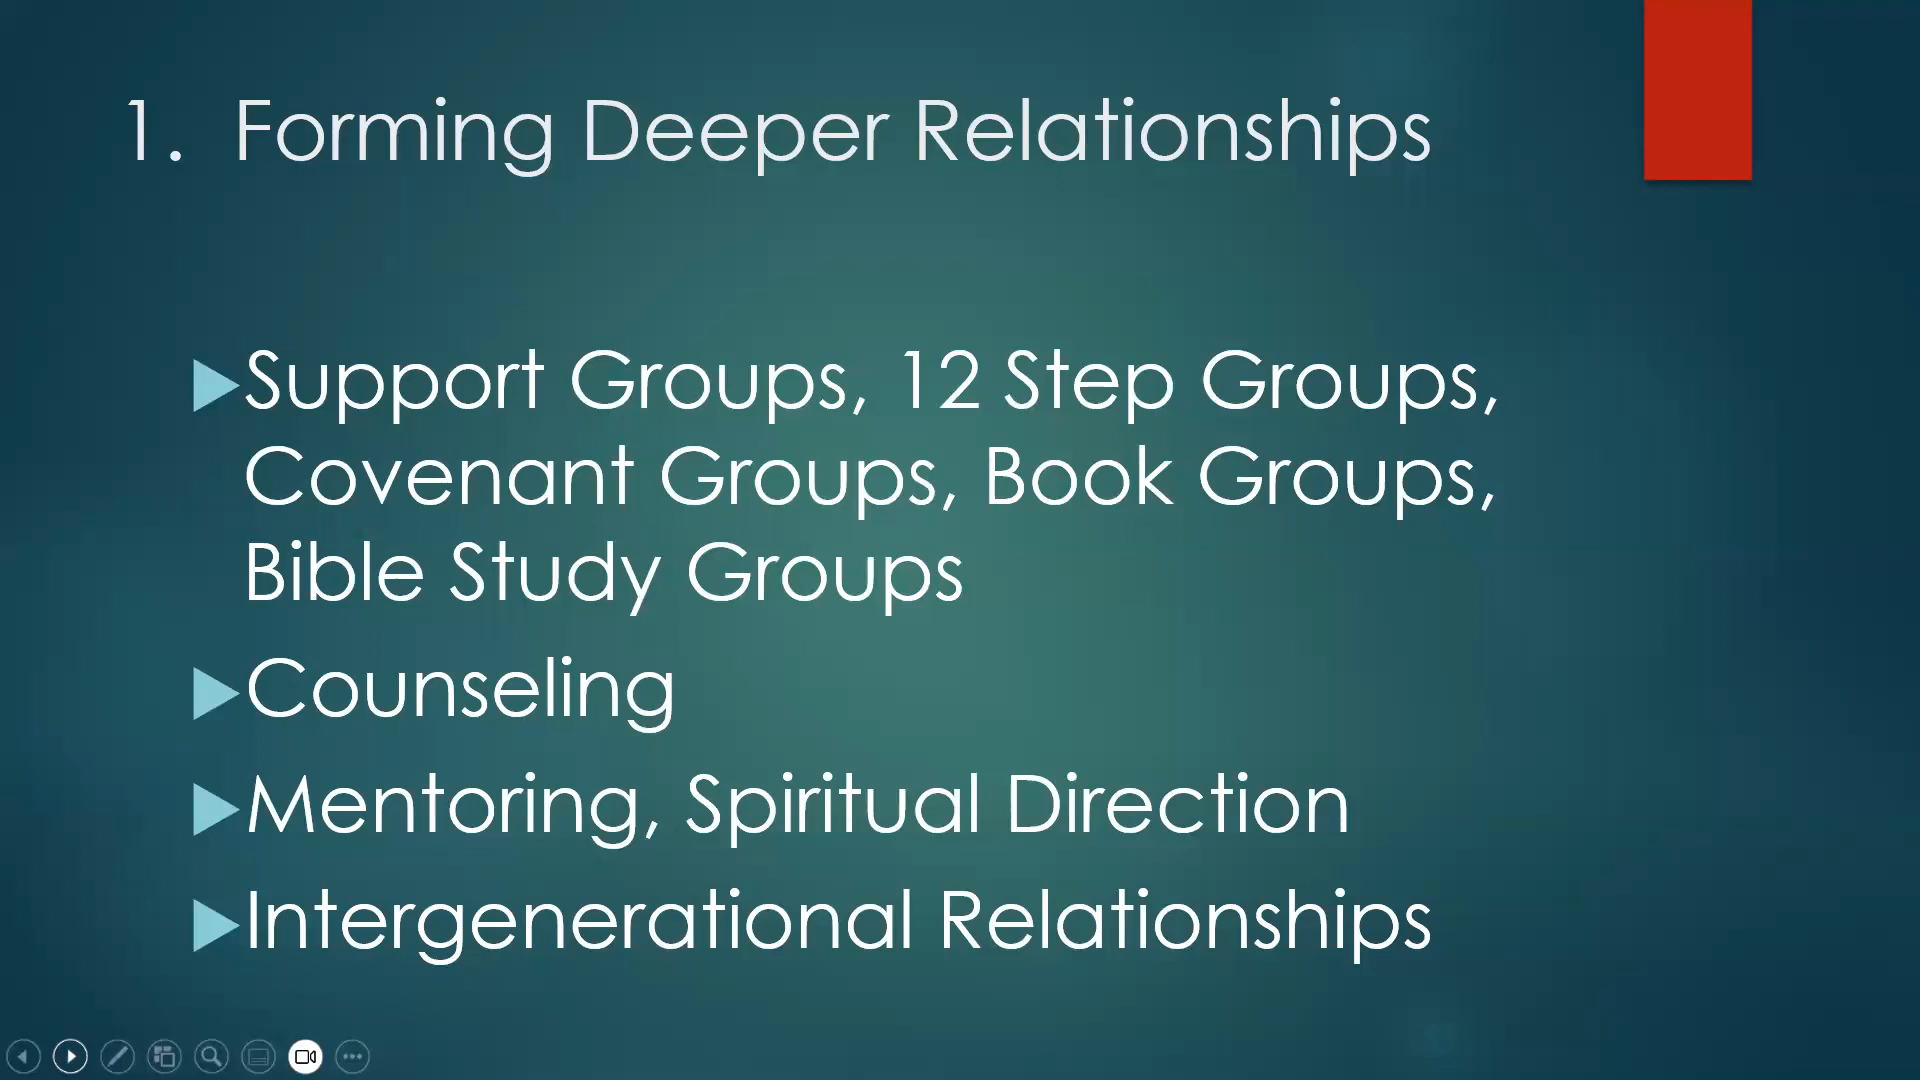 1. Forming Deeper Relationships
Support Groups, 12 Step Groups,
Covenant Groups, Book Groups,
Bible Study Groups
Counseling
Mentoring, Spiritual Direction
Intergenerational Relationships